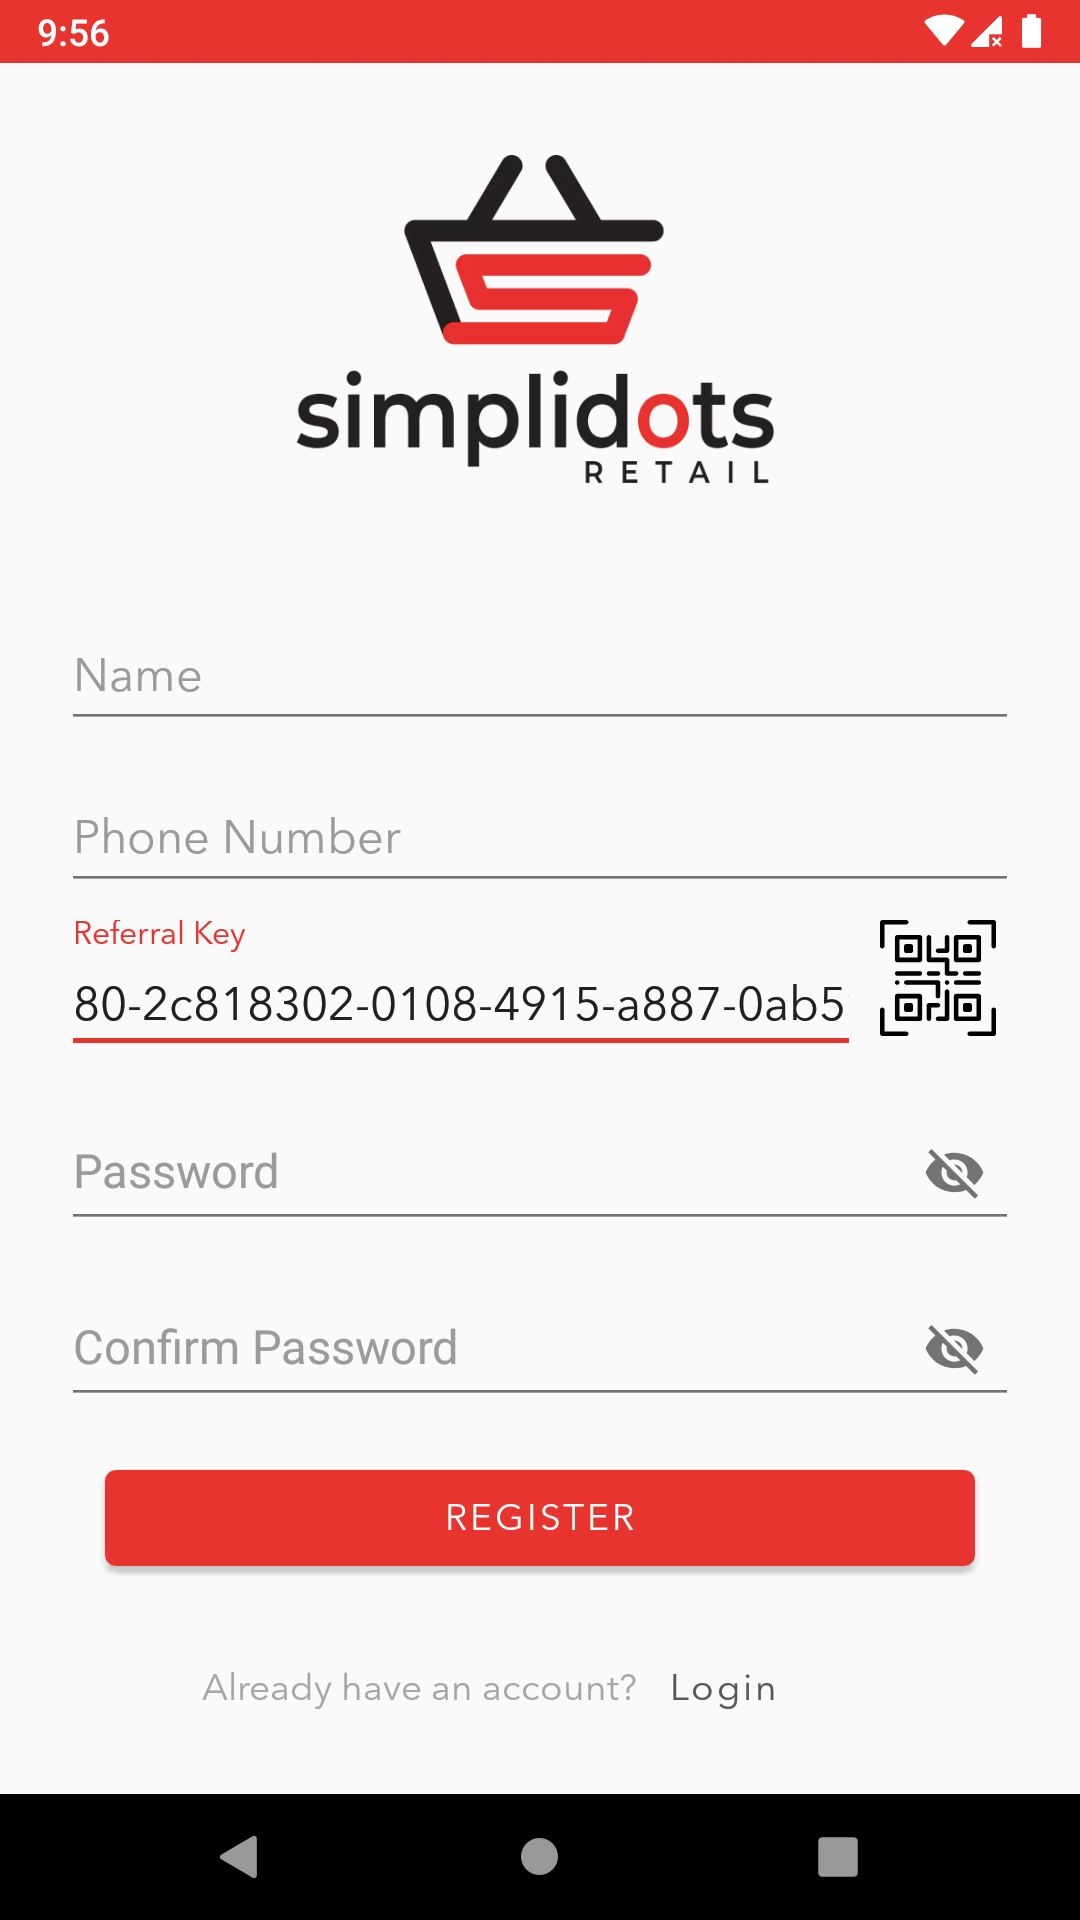 9:56
simplidots
RETAIL
Name
Phone Number
Referral Key
80-2c818302-0108-4915-a887-0ab5
Password
Confirm Password
REGISTER
Already have an account? Login